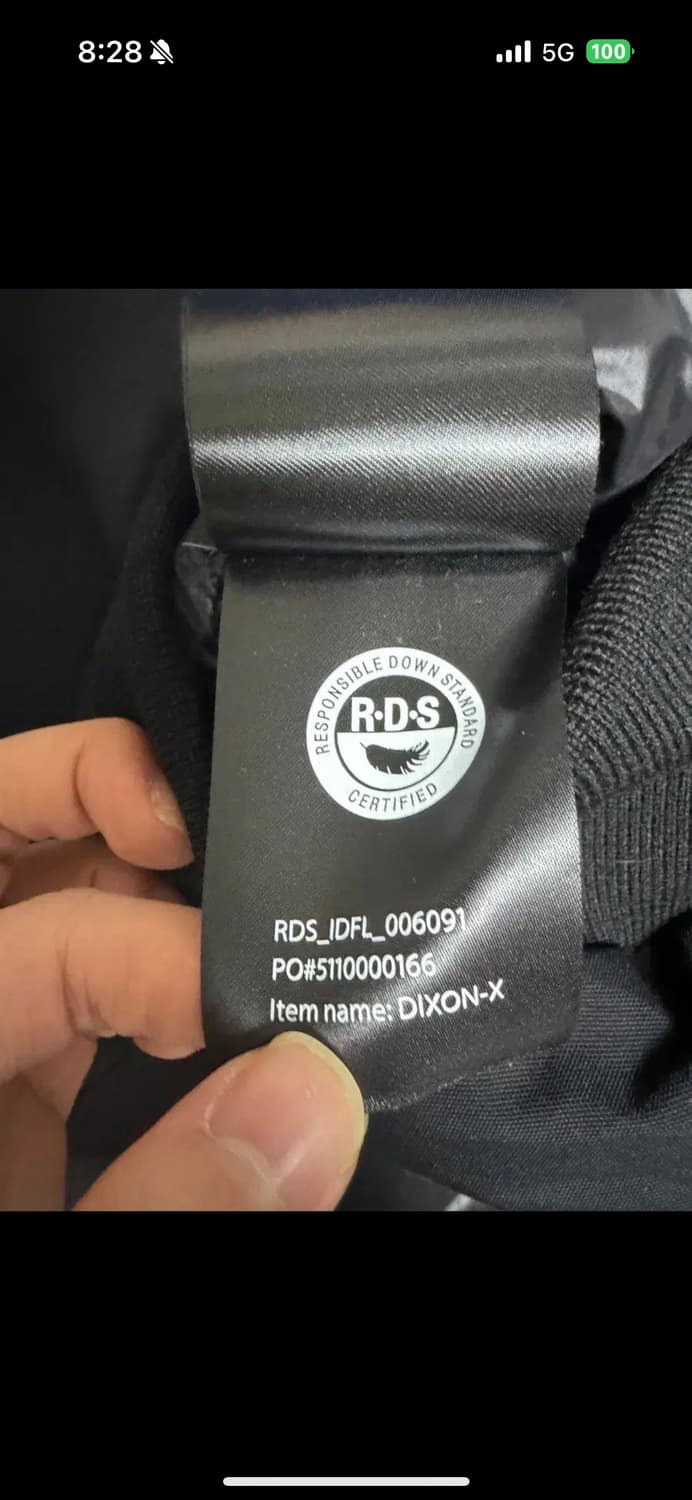 8:28
5G
100
RESPONSIBLE DOWN STANDARD
R·D·S
CERTIFIED
RDS_IDFL_006091
PO#5110000166
Item name: DIXON-X